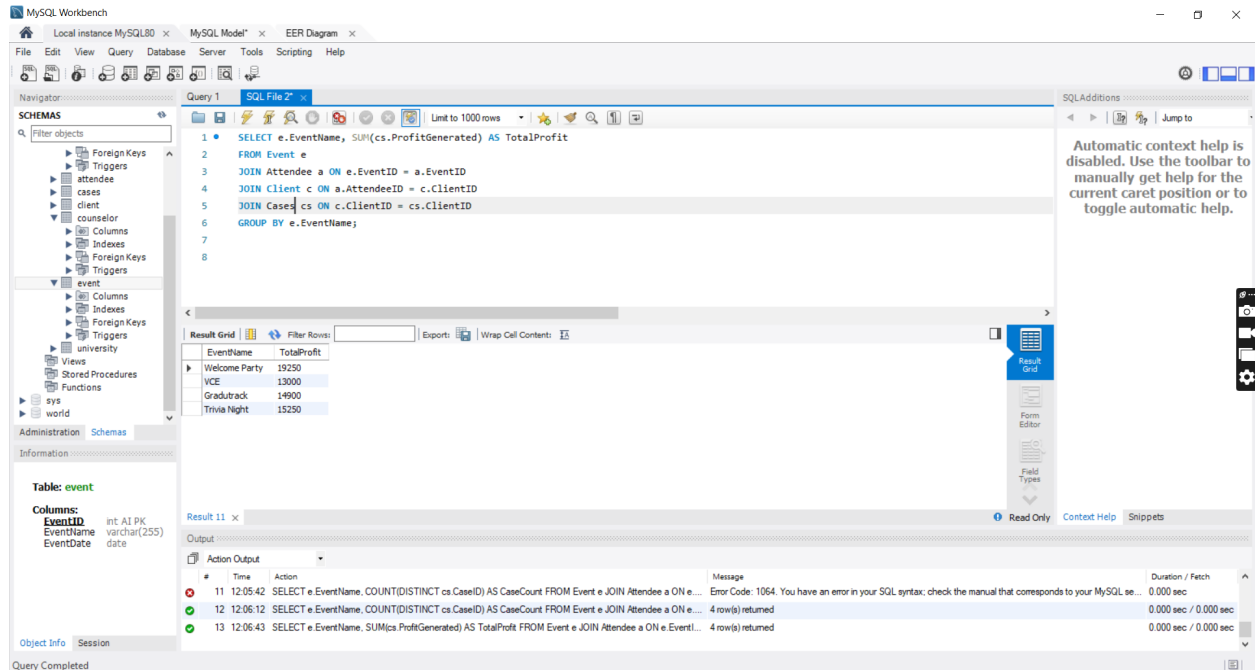 MySQL Workbench
Local instance MySQL80 × MySQL Model* × EER Diagram ×
File Edit View Query Database Server Tools Scripting Help
Navigator
SCHEMAS
Filter objects
Foreign Keys
Triggers
attendee
cases
client
counselor
Columns
Indexes
Foreign Keys
Triggers
event
Columns
Indexes
Foreign Keys
Triggers
university
Views
Stored Procedures
Functions
sys
world
Administration Schemas
Information
Table: event
Columns:
EventID int AI PK
EventName varchar(255)
EventDate date
Object Info Session
Query Completed
Query 1 SQL File 2* ×
Limit to 1000 rows
1 SELECT e.EventName, SUM(cs.ProfitGenerated) AS TotalProfit
2 FROM Event e
3 JOIN Attendee a ON e.EventID = a.EventID
4 JOIN Client c ON a.AttendeeID = c.ClientID
5 JOIN Cases cs ON c.ClientID = cs.ClientID
6 GROUP BY e.EventName;
7
8
Result Grid Filter Rows: Export: Wrap Cell Content:
EventName TotalProfit
Welcome Party 19250
VCE 13000
Gradutrack 14900
Trivia Night 15250
Result Grid
Form Editor
Field Types
Result 11 × Read Only
Output
Action Output
# Time Action Message Duration / Fetch
11 12:05:42 SELECT e.EventName, COUNT(DISTINCT cs.CaseID) AS CaseCount FROM Event e JOIN Attendee a ON e.... Error Code: 1064. You have an error in your SQL syntax; check the manual that corresponds to your MySQL se... 0.000 sec
12 12:06:12 SELECT e.EventName, COUNT(DISTINCT cs.CaseID) AS CaseCount FROM Event e JOIN Attendee a ON e.... 4 row(s) returned 0.000 sec / 0.000 sec
13 12:06:43 SELECT e.EventName, SUM(cs.ProfitGenerated) AS TotalProfit FROM Event e JOIN Attendee a ON e.EventI... 4 row(s) returned 0.000 sec / 0.000 sec
SQLAdditions
Jump to
Automatic context help is
disabled. Use the toolbar to
manually get help for the
current caret position or to
toggle automatic help.
Context Help Snippets